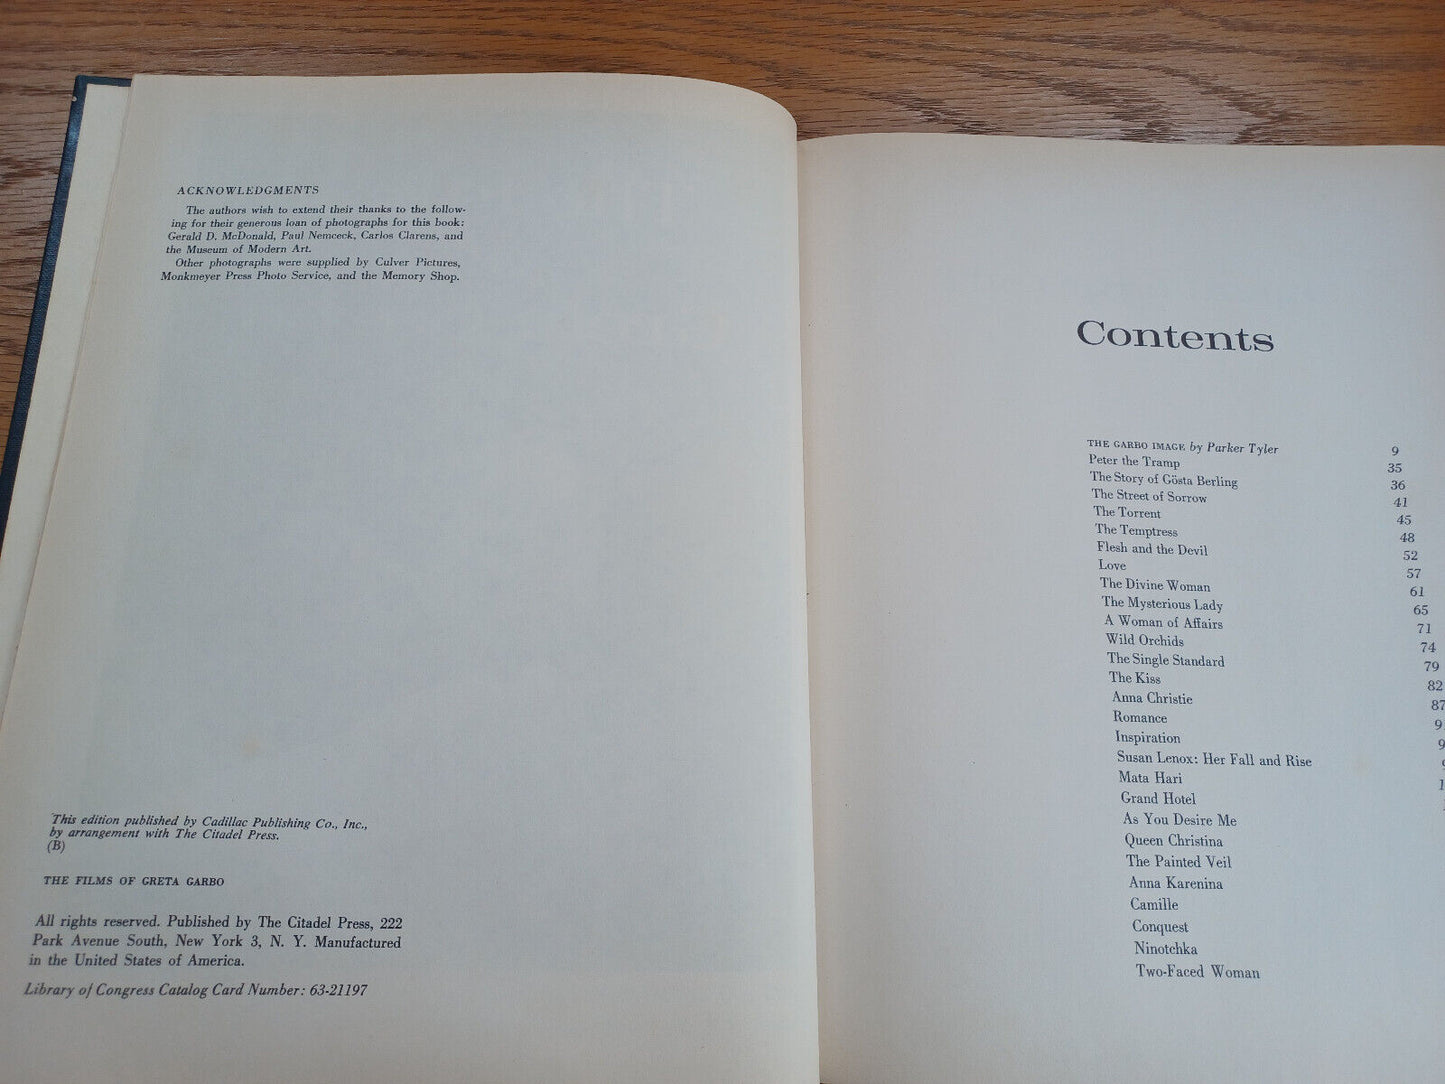 ACKNOWLEDGMENTS
The authors wish to extend their thanks to the follow-
ing for their generous loan of photographs for this book:
Gerald D. McDonald, Paul Nemceck, Carlos Clarens, and
the Museum of Modern Art.
Other photographs were supplied by Culver Pictures,
Monkmeyer Press Photo Service, and the Memory Shop.
This edition published by Cadillac Publishing Co., Inc.,
by arrangement with The Citadel Press.
(B)
THE FILMS OF GRETA GARBO
All rights reserved. Published by The Citadel Press, 222
Park Avenue South, New York 3, N. Y. Manufactured
in the United States of America.
Library of Congress Catalog Card Number: 63-21197
Contents
THE GARBO IMAGE by Parker Tyler 9
Peter the Tramp 35
The Story of Gösta Berling 36
The Street of Sorrow 41
The Torrent 45
The Temptress 48
Flesh and the Devil 52
Love 57
The Divine Woman 61
The Mysterious Lady 65
A Woman of Affairs 71
Wild Orchids 74
The Single Standard 79
The Kiss 82
Anna Christie 87
Romance 9
Inspiration 9
Susan Lenox: Her Fall and Rise
Mata Hari 1
Grand Hotel
As You Desire Me
Queen Christina
The Painted Veil
Anna Karenina
Camille
Conquest
Ninotchka
Two-Faced Woman